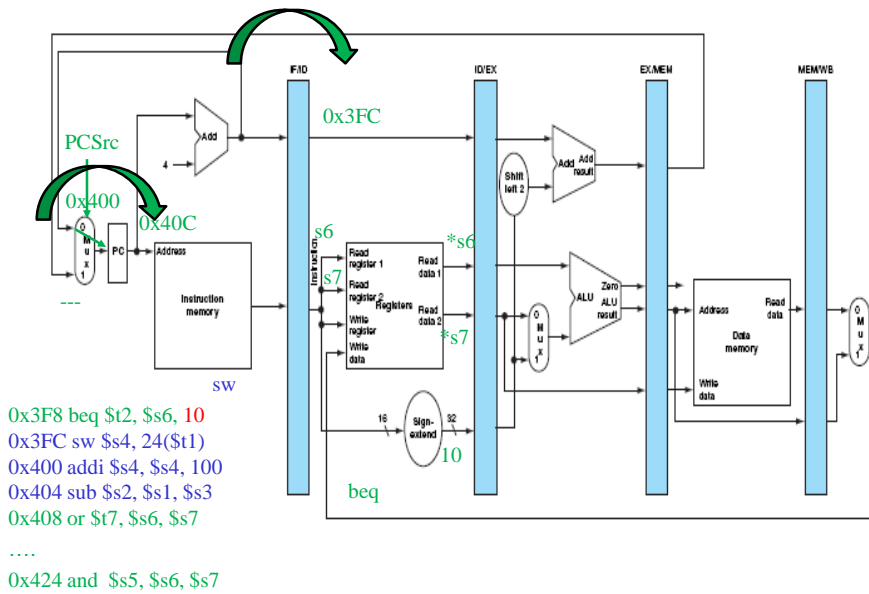 IF/ID
ID/EX
EX/MEM
MEM/WB
0x3FC
PCSrc
Add
4
0x400
0x40C
0
M
u
x
1
---
PC
Address
Instruction
memory
sw
Instruction
s6
s7
Read
register 1
Read
register 2
Registers
Write
register
Write
data
Read
data 1
Read
data 2
*s6
*s7
16
Sign-
extend
32
10
beq
Shift
left 2
Add
Add
result
0
M
u
x
1
ALU
Zero
ALU
result
Address
Read
data
Data
memory
Write
data
0
M
u
x
1
0x3F8 beq $t2, $s6, 10
0x3FC sw $s4, 24($t1)
0x400 addi $s4, $s4, 100
0x404 sub $s2, $s1, $s3
0x408 or $t7, $s6, $s7
....
0x424 and $s5, $s6, $s7